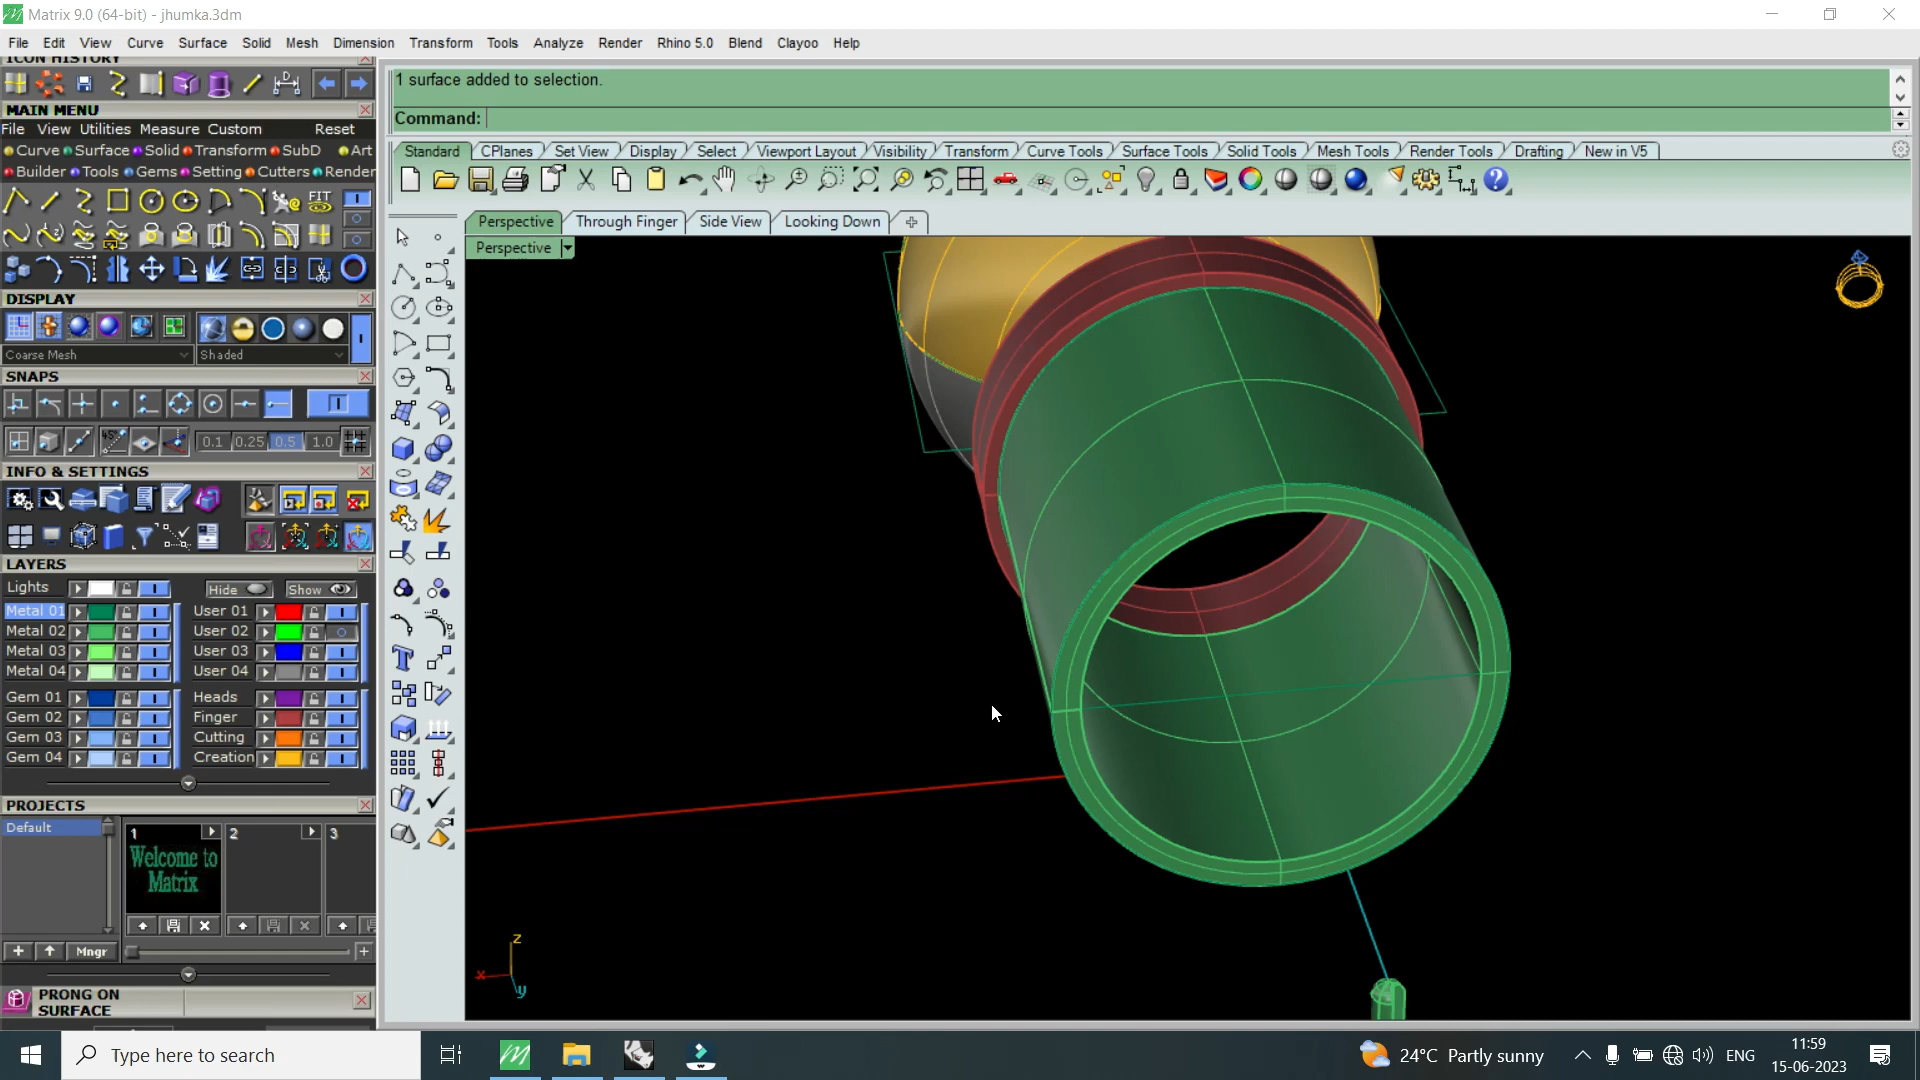 Matrix 9.0 (64-bit) - jhumka.3dm
File Edit View Curve Surface Solid Mesh Dimension Transform Tools Analyze Render Rhino 5.0 Blend Clayoo Help
ICON HISTORY
MAIN MENU
File View Utilities Measure Custom Reset
Curve Surface Solid Transform SubD Art
Builder Tools Gems Setting Cutters Render
FIT
DISPLAY
Coarse Mesh Shaded
SNAPS
0.1 0.25 0.5 1.0
INFO & SETTINGS
LAYERS
Lights Hide Show
Metal 01 User 01
Metal 02 User 02
Metal 03 User 03
Metal 04 User 04
Gem 01 Heads
Gem 02 Finger
Gem 03 Cutting
Gem 04 Creation
PROJECTS
Default
1 2 3
Welcome to
Matrix
Mngr
PRONG ON
SURFACE
1 surface added to selection.
Command:
Standard CPlanes Set View Display Select Viewport Layout Visibility Transform Curve Tools Surface Tools Solid Tools Mesh Tools Render Tools Drafting New in V5
Perspective Through Finger Side View Looking Down
Perspective
z
x
y
Type here to search
24°C Partly sunny
ENG
11:59
15-06-2023